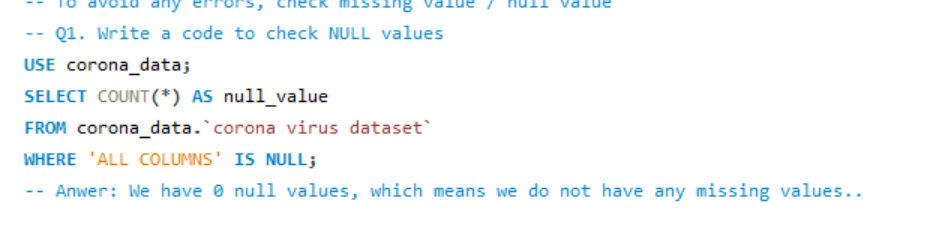 -- To avoid any errors, check missing value / null value
-- Q1. Write a code to check NULL values
USE corona_data;
SELECT COUNT(*) AS null_value
FROM corona_data.`corona virus dataset`
WHERE 'ALL COLUMNS' IS NULL;
-- Anwer: We have 0 null values, which means we do not have any missing values..